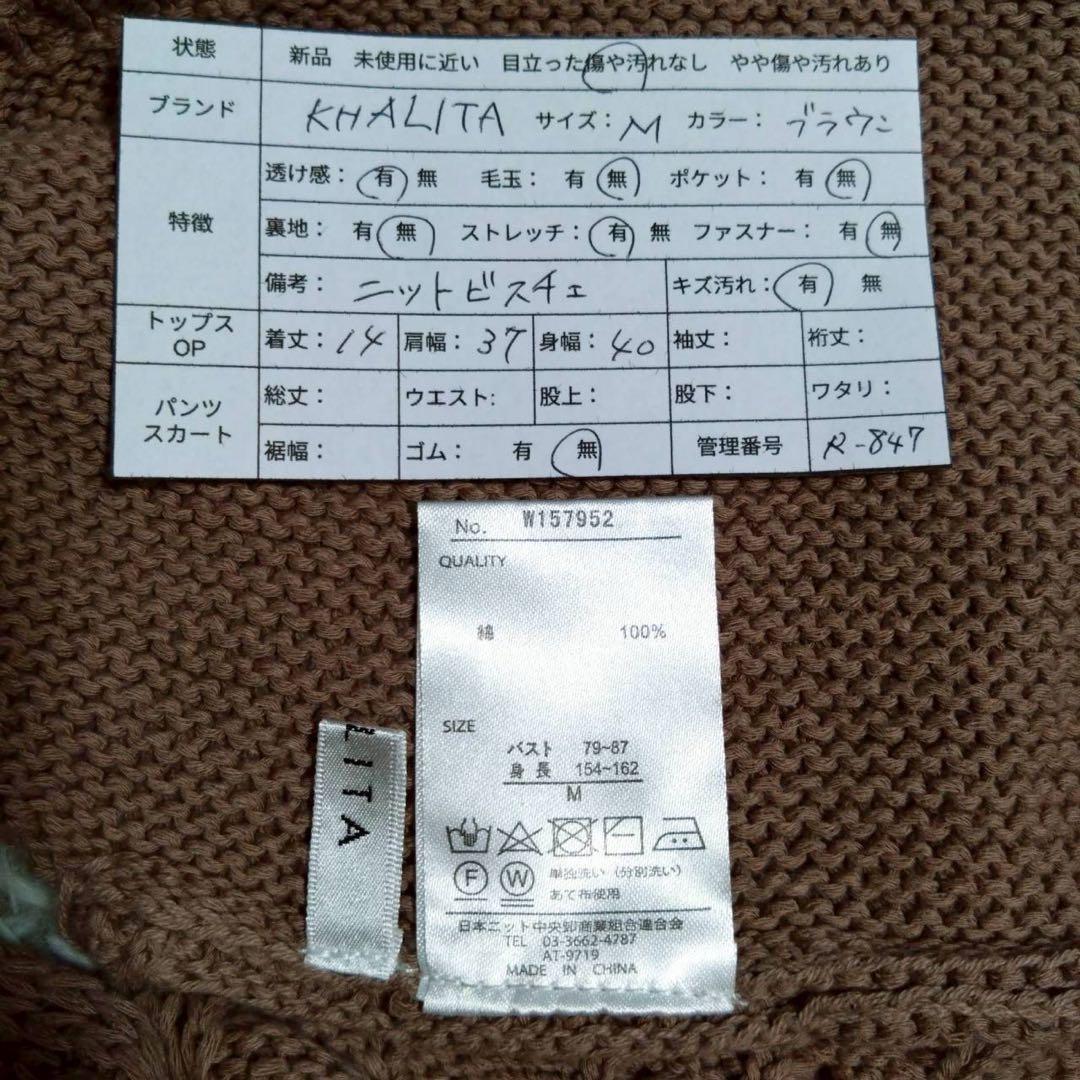 状態 新品 未使用に近い 目立った傷や汚れなし やや傷や汚れあり
ブランド KHALITA サイズ: M カラー: ブラウン
特徴 透け感: 有 無 毛玉: 有 無 ポケット: 有 無
裏地: 有 無 ストレッチ: 有 無 ファスナー: 有 無
備考: ニットビスチェ キズ汚れ: 有 無
トップス OP 着丈: 14 肩幅: 37 身幅: 40 袖丈: 裄丈:
パンツ スカート 総丈: ウエスト: 股上: 股下: ワタリ:
裾幅: ゴム: 有 無 管理番号 R-847
No. W157952
QUALITY
綿 100%
SIZE
バスト 79~87
身長 154~162
M
F W 単独洗い (分別洗い)
あて布使用
日本ニット中央卸商業組合連合会
TEL 03-3662-4787
AT-9719
MADE IN CHINA
LITA